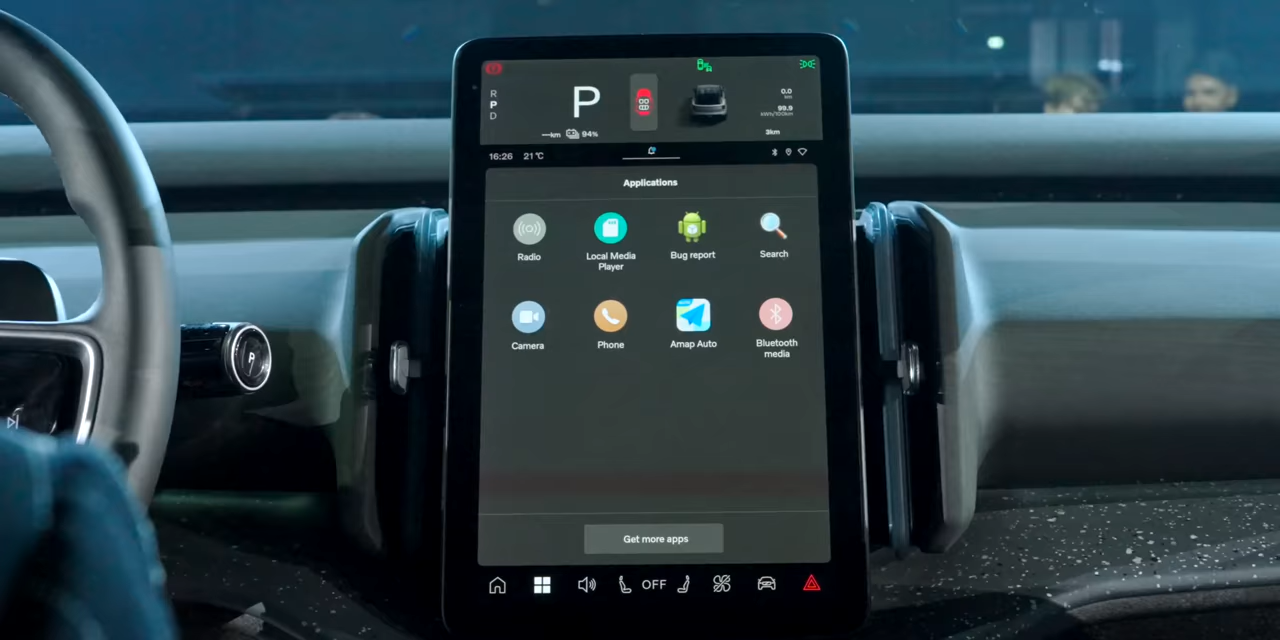 R
P
D
P
0.0
km
99.9
kWh/100km
---km
94%
3km
16:26
21℃
Applications
Radio
Local Media
Player
Bug report
Search
Camera
Phone
Amap Auto
Bluetooth
media
Get more apps
OFF
P